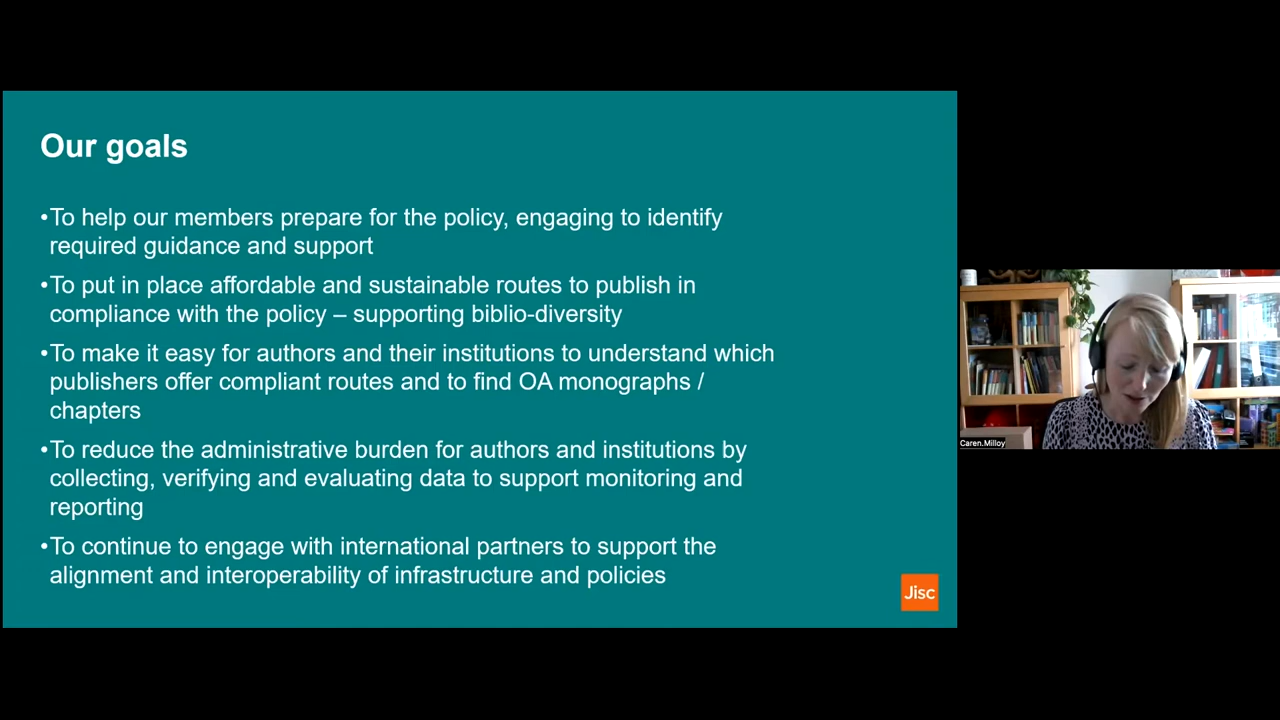 Our goals
•To help our members prepare for the policy, engaging to identify
required guidance and support
•To put in place affordable and sustainable routes to publish in
compliance with the policy – supporting biblio-diversity
•To make it easy for authors and their institutions to understand which
publishers offer compliant routes and to find OA monographs /
chapters
•To reduce the administrative burden for authors and institutions by
collecting, verifying and evaluating data to support monitoring and
reporting
•To continue to engage with international partners to support the
alignment and interoperability of infrastructure and policies
Jisc
Caren.Milloy